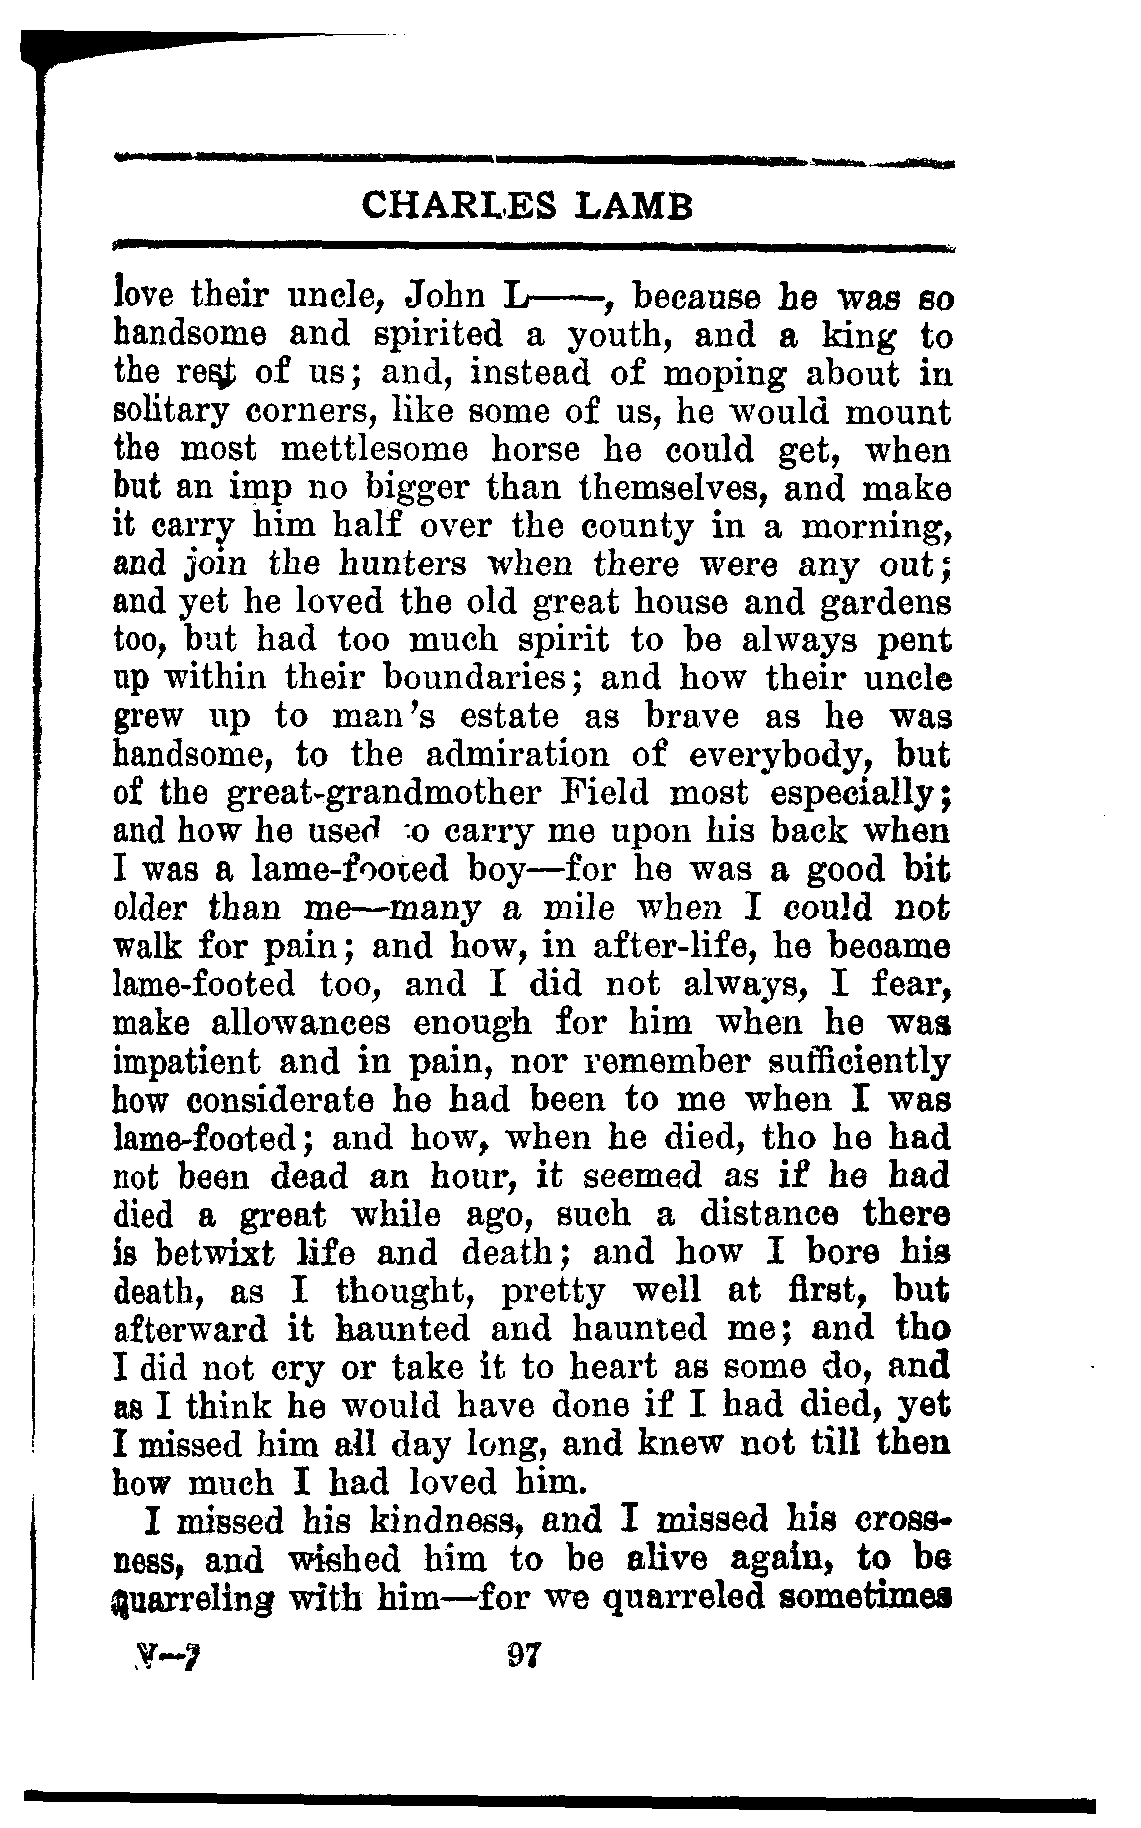 CHARLES LAMB
love their uncle, John L——, because he was so
handsome and spirited a youth, and a king to
the rest of us; and, instead of moping about in
solitary corners, like some of us, he would mount
the most mettlesome horse he could get, when
but an imp no bigger than themselves, and make
it carry him half over the county in a morning,
and join the hunters when there were any out;
and yet he loved the old great house and gardens
too, but had too much spirit to be always pent
up within their boundaries; and how their uncle
grew up to man's estate as brave as he was
handsome, to the admiration of everybody, but
of the great-grandmother Field most especially;
and how he used to carry me upon his back when
I was a lame-footed boy—for he was a good bit
older than me—many a mile when I could not
walk for pain; and how, in after-life, he became
lame-footed too, and I did not always, I fear,
make allowances enough for him when he was
impatient and in pain, nor remember sufficiently
how considerate he had been to me when I was
lame-footed; and how, when he died, tho he had
not been dead an hour, it seemed as if he had
died a great while ago, such a distance there
is betwixt life and death; and how I bore his
death, as I thought, pretty well at first, but
afterward it haunted and haunted me; and tho
I did not cry or take it to heart as some do, and
as I think he would have done if I had died, yet
I missed him all day long, and knew not till then
how much I had loved him.
I missed his kindness, and I missed his cross-
ness, and wished him to be alive again, to be
quarreling with him—for we quarreled sometimes
V—7 97